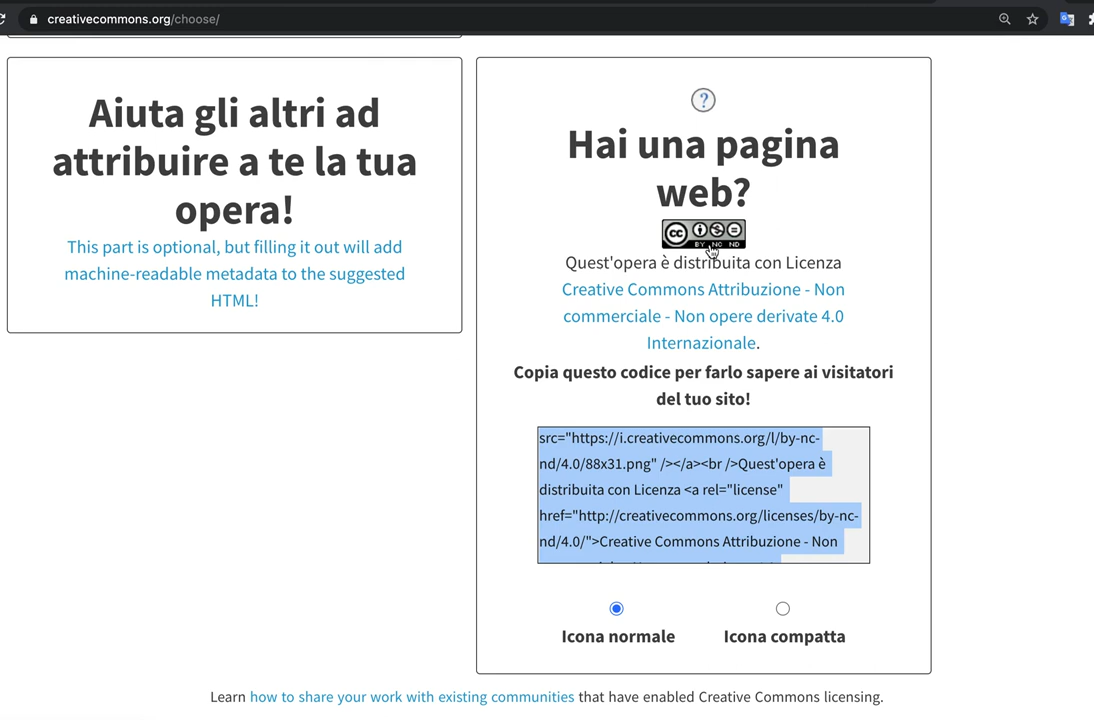 creativecommons.org/choose/
Aiuta gli altri ad
attribuire a te la tua
opera!
This part is optional, but filling it out will add
machine-readable metadata to the suggested
HTML!
?
Hai una pagina
web?
cc
BY NC ND
Quest'opera è distribuita con Licenza
Creative Commons Attribuzione - Non
commerciale - Non opere derivate 4.0
Internazionale.
Copia questo codice per farlo sapere ai visitatori
del tuo sito!
src="https://i.creativecommons.org/l/by-nc-
nd/4.0/88x31.png" /></a><br />Quest'opera è
distribuita con Licenza <a rel="license"
href="http://creativecommons.org/licenses/by-nc-
nd/4.0/">Creative Commons Attribuzione - Non
Icona normale
Icona compatta
Learn how to share your work with existing communities that have enabled Creative Commons licensing.